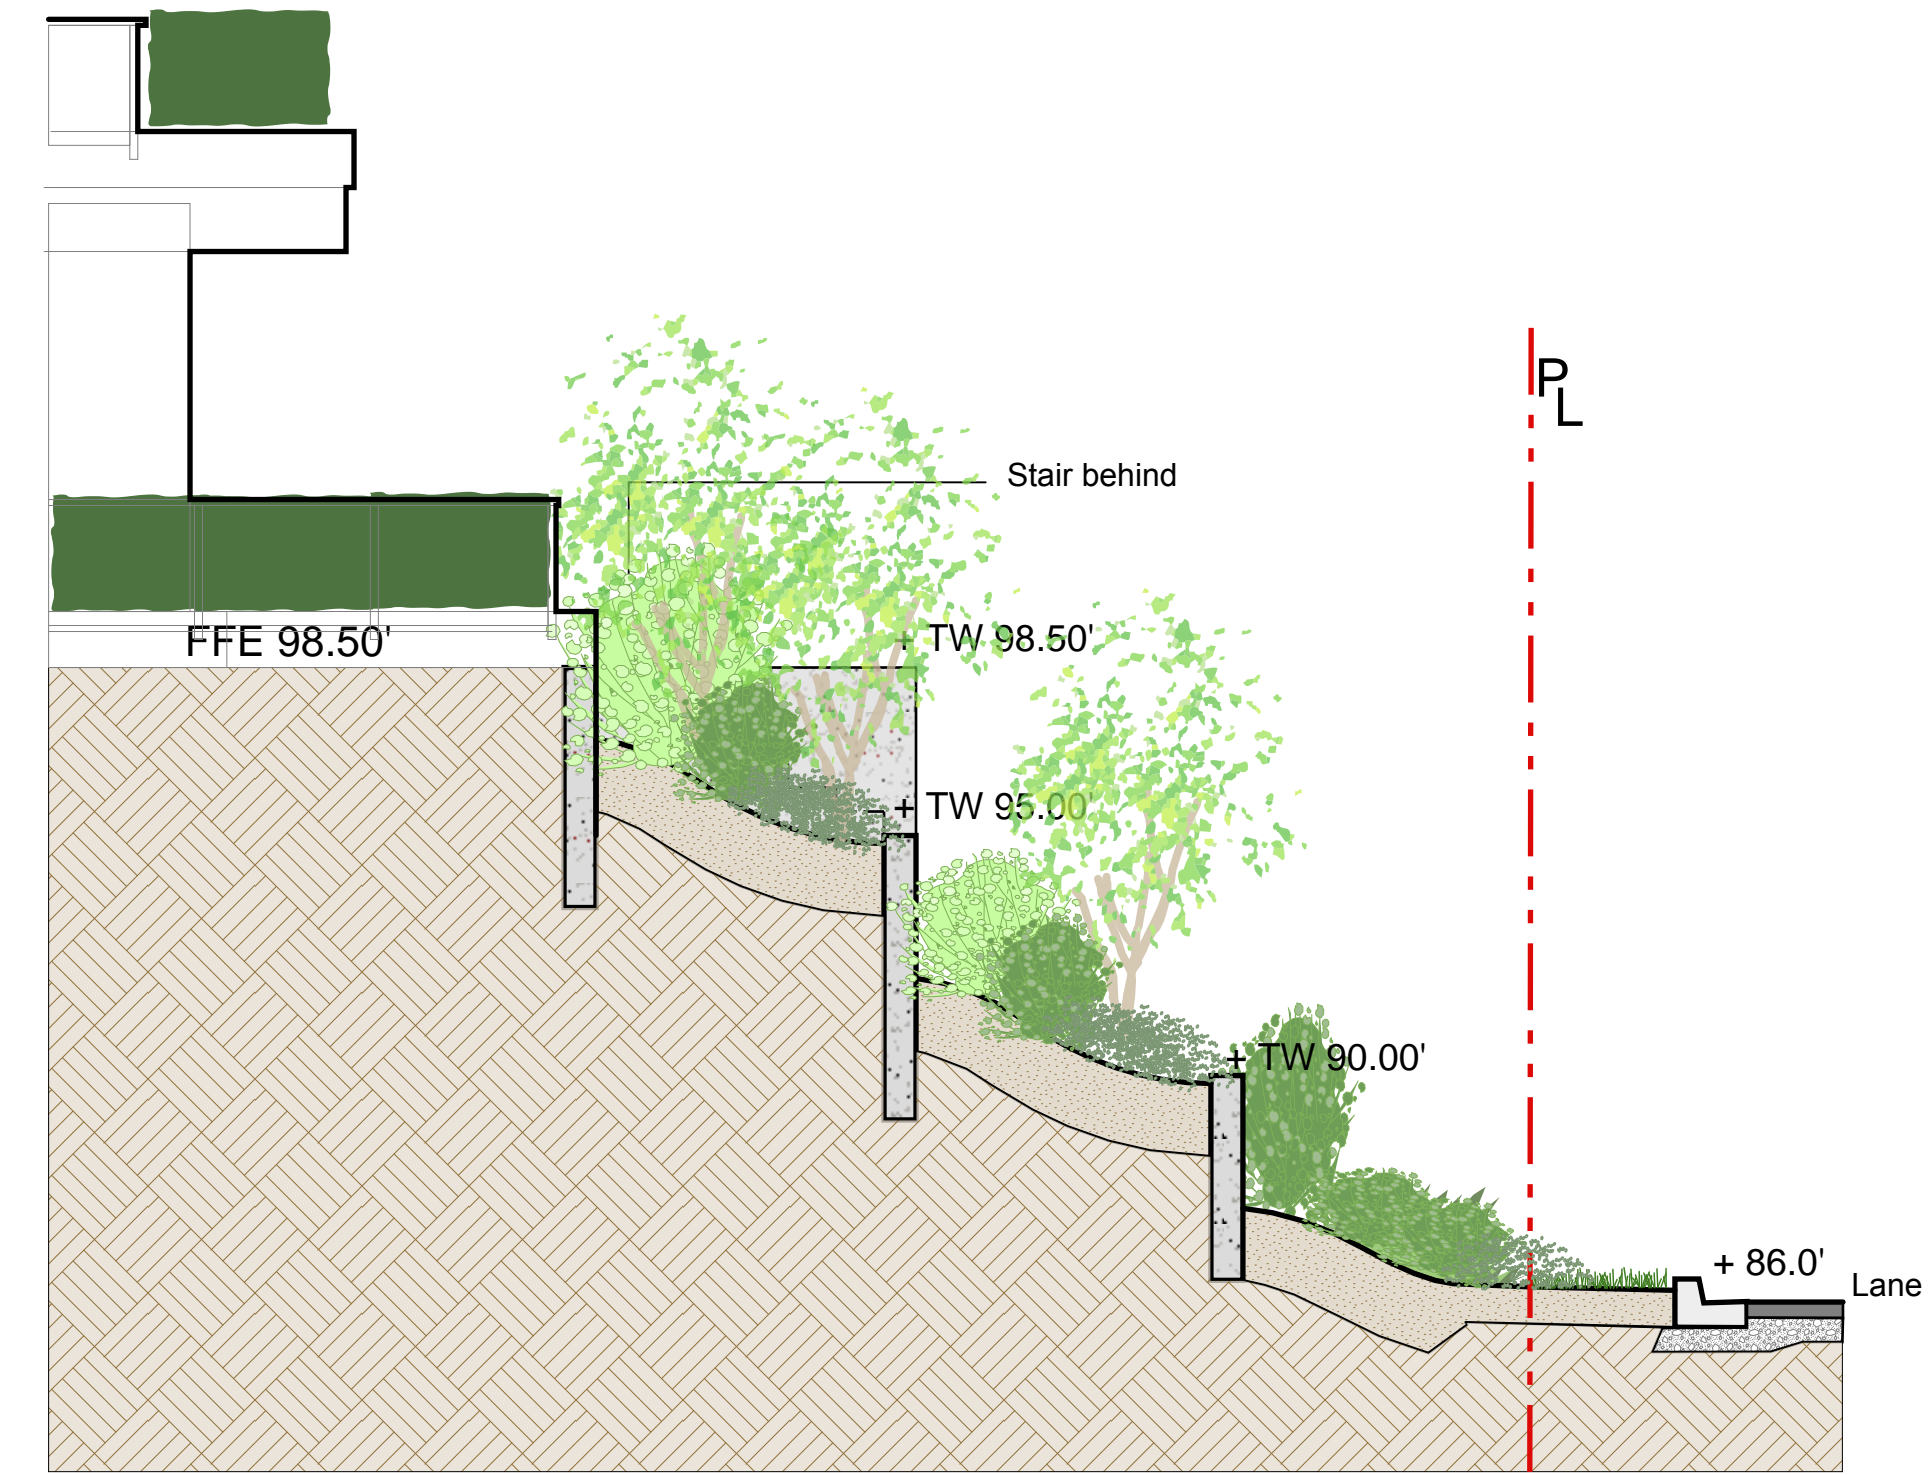 PL
Stair behind
FFE 98.50'
+ TW 98.50'
+ TW 95.00'
+ TW 90.00'
+ 86.0'
Lane